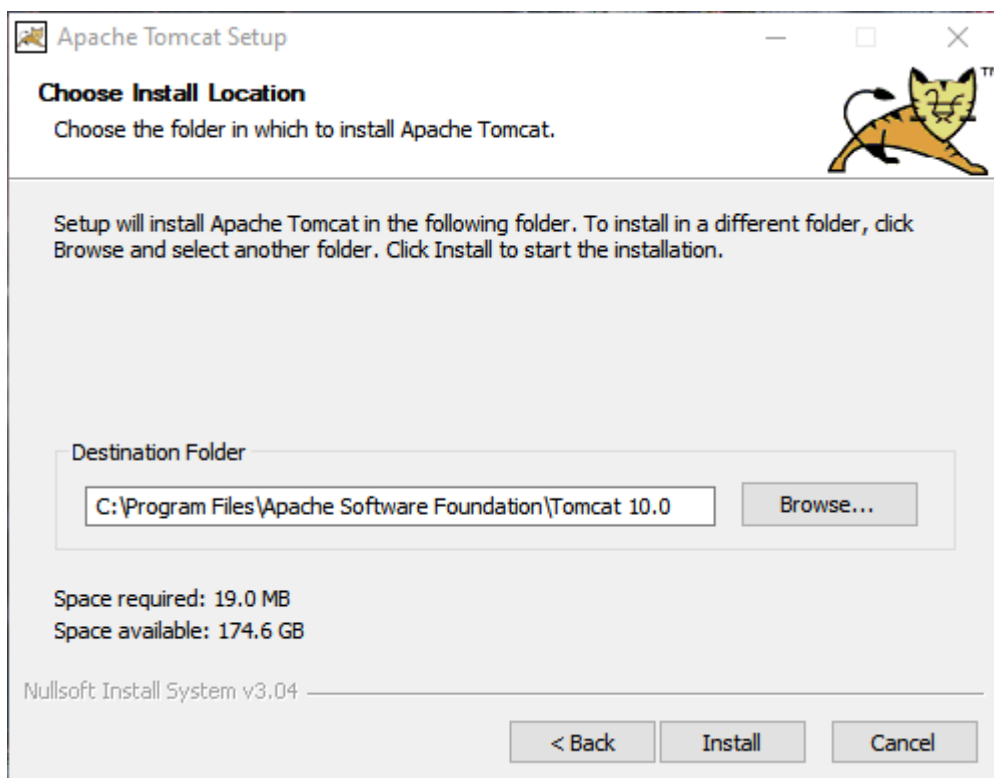 Apache Tomcat Setup
Choose Install Location
Choose the folder in which to install Apache Tomcat.
TM
Setup will install Apache Tomcat in the following folder. To install in a different folder, click
Browse and select another folder. Click Install to start the installation.
Destination Folder
C:\Program Files\Apache Software Foundation\Tomcat 10.0
Browse...
Space required: 19.0 MB
Space available: 174.6 GB
Nullsoft Install System v3.04
< Back
Install
Cancel